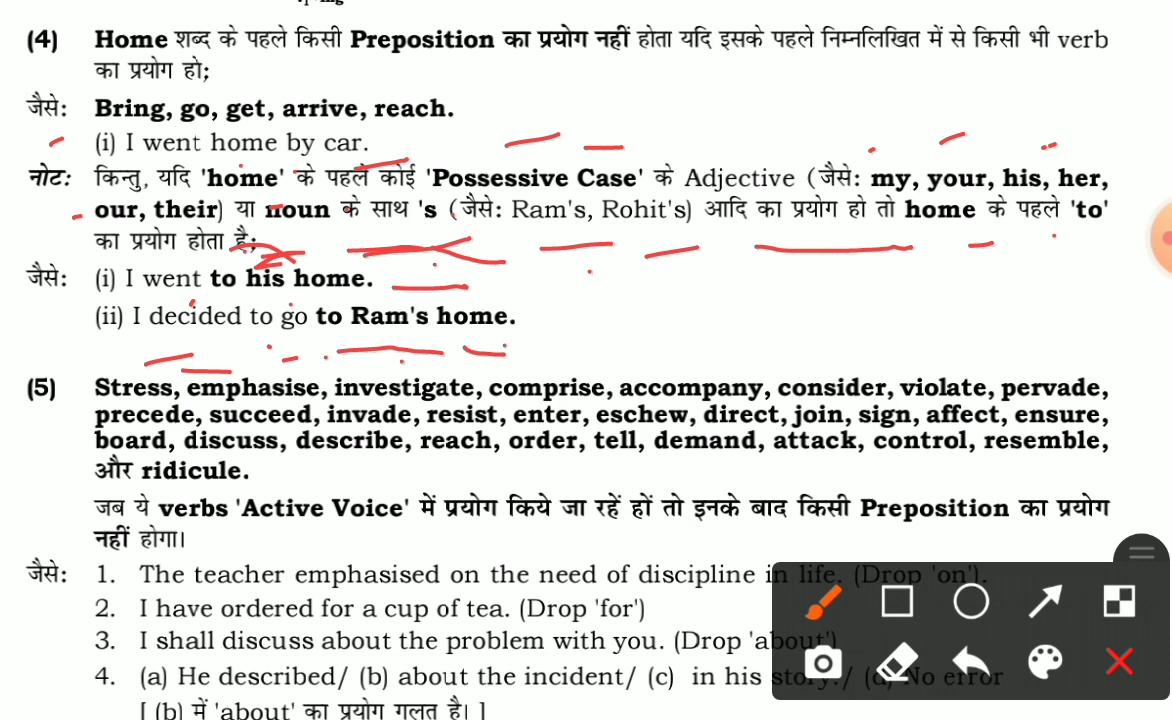 (4) Home शब्द के पहले किसी Preposition का प्रयोग नहीं होता यदि इसके पहले निम्नलिखित में से किसी भी verb
का प्रयोग हो;
जैसे: Bring, go, get, arrive, reach.
(i) I went home by car.
नोट: किन्तु, यदि 'home' के पहले कोई 'Possessive Case' के Adjective (जैसे: my, your, his, her,
our, their) या noun के साथ 's (जैसे: Ram's, Rohit's) आदि का प्रयोग हो तो home के पहले 'to'
का प्रयोग होता है;
जैसे: (i) I went to his home.
(ii) I decided to go to Ram's home.
(5) Stress, emphasise, investigate, comprise, accompany, consider, violate, pervade,
precede, succeed, invade, resist, enter, eschew, direct, join, sign, affect, ensure,
board, discuss, describe, reach, order, tell, demand, attack, control, resemble,
और ridicule.
जब ये verbs 'Active Voice' में प्रयोग किये जा रहें हों तो इनके बाद किसी Preposition का प्रयोग
नहीं होगा।
जैसे: 1. The teacher emphasised on the need of discipline in life. (Drop 'on').
2. I have ordered for a cup of tea. (Drop 'for')
3. I shall discuss about the problem with you. (Drop 'about')
4. (a) He described/ (b) about the incident/ (c) in his story./ (d) No error
[ (b) में 'about' का प्रयोग गलत है। ]